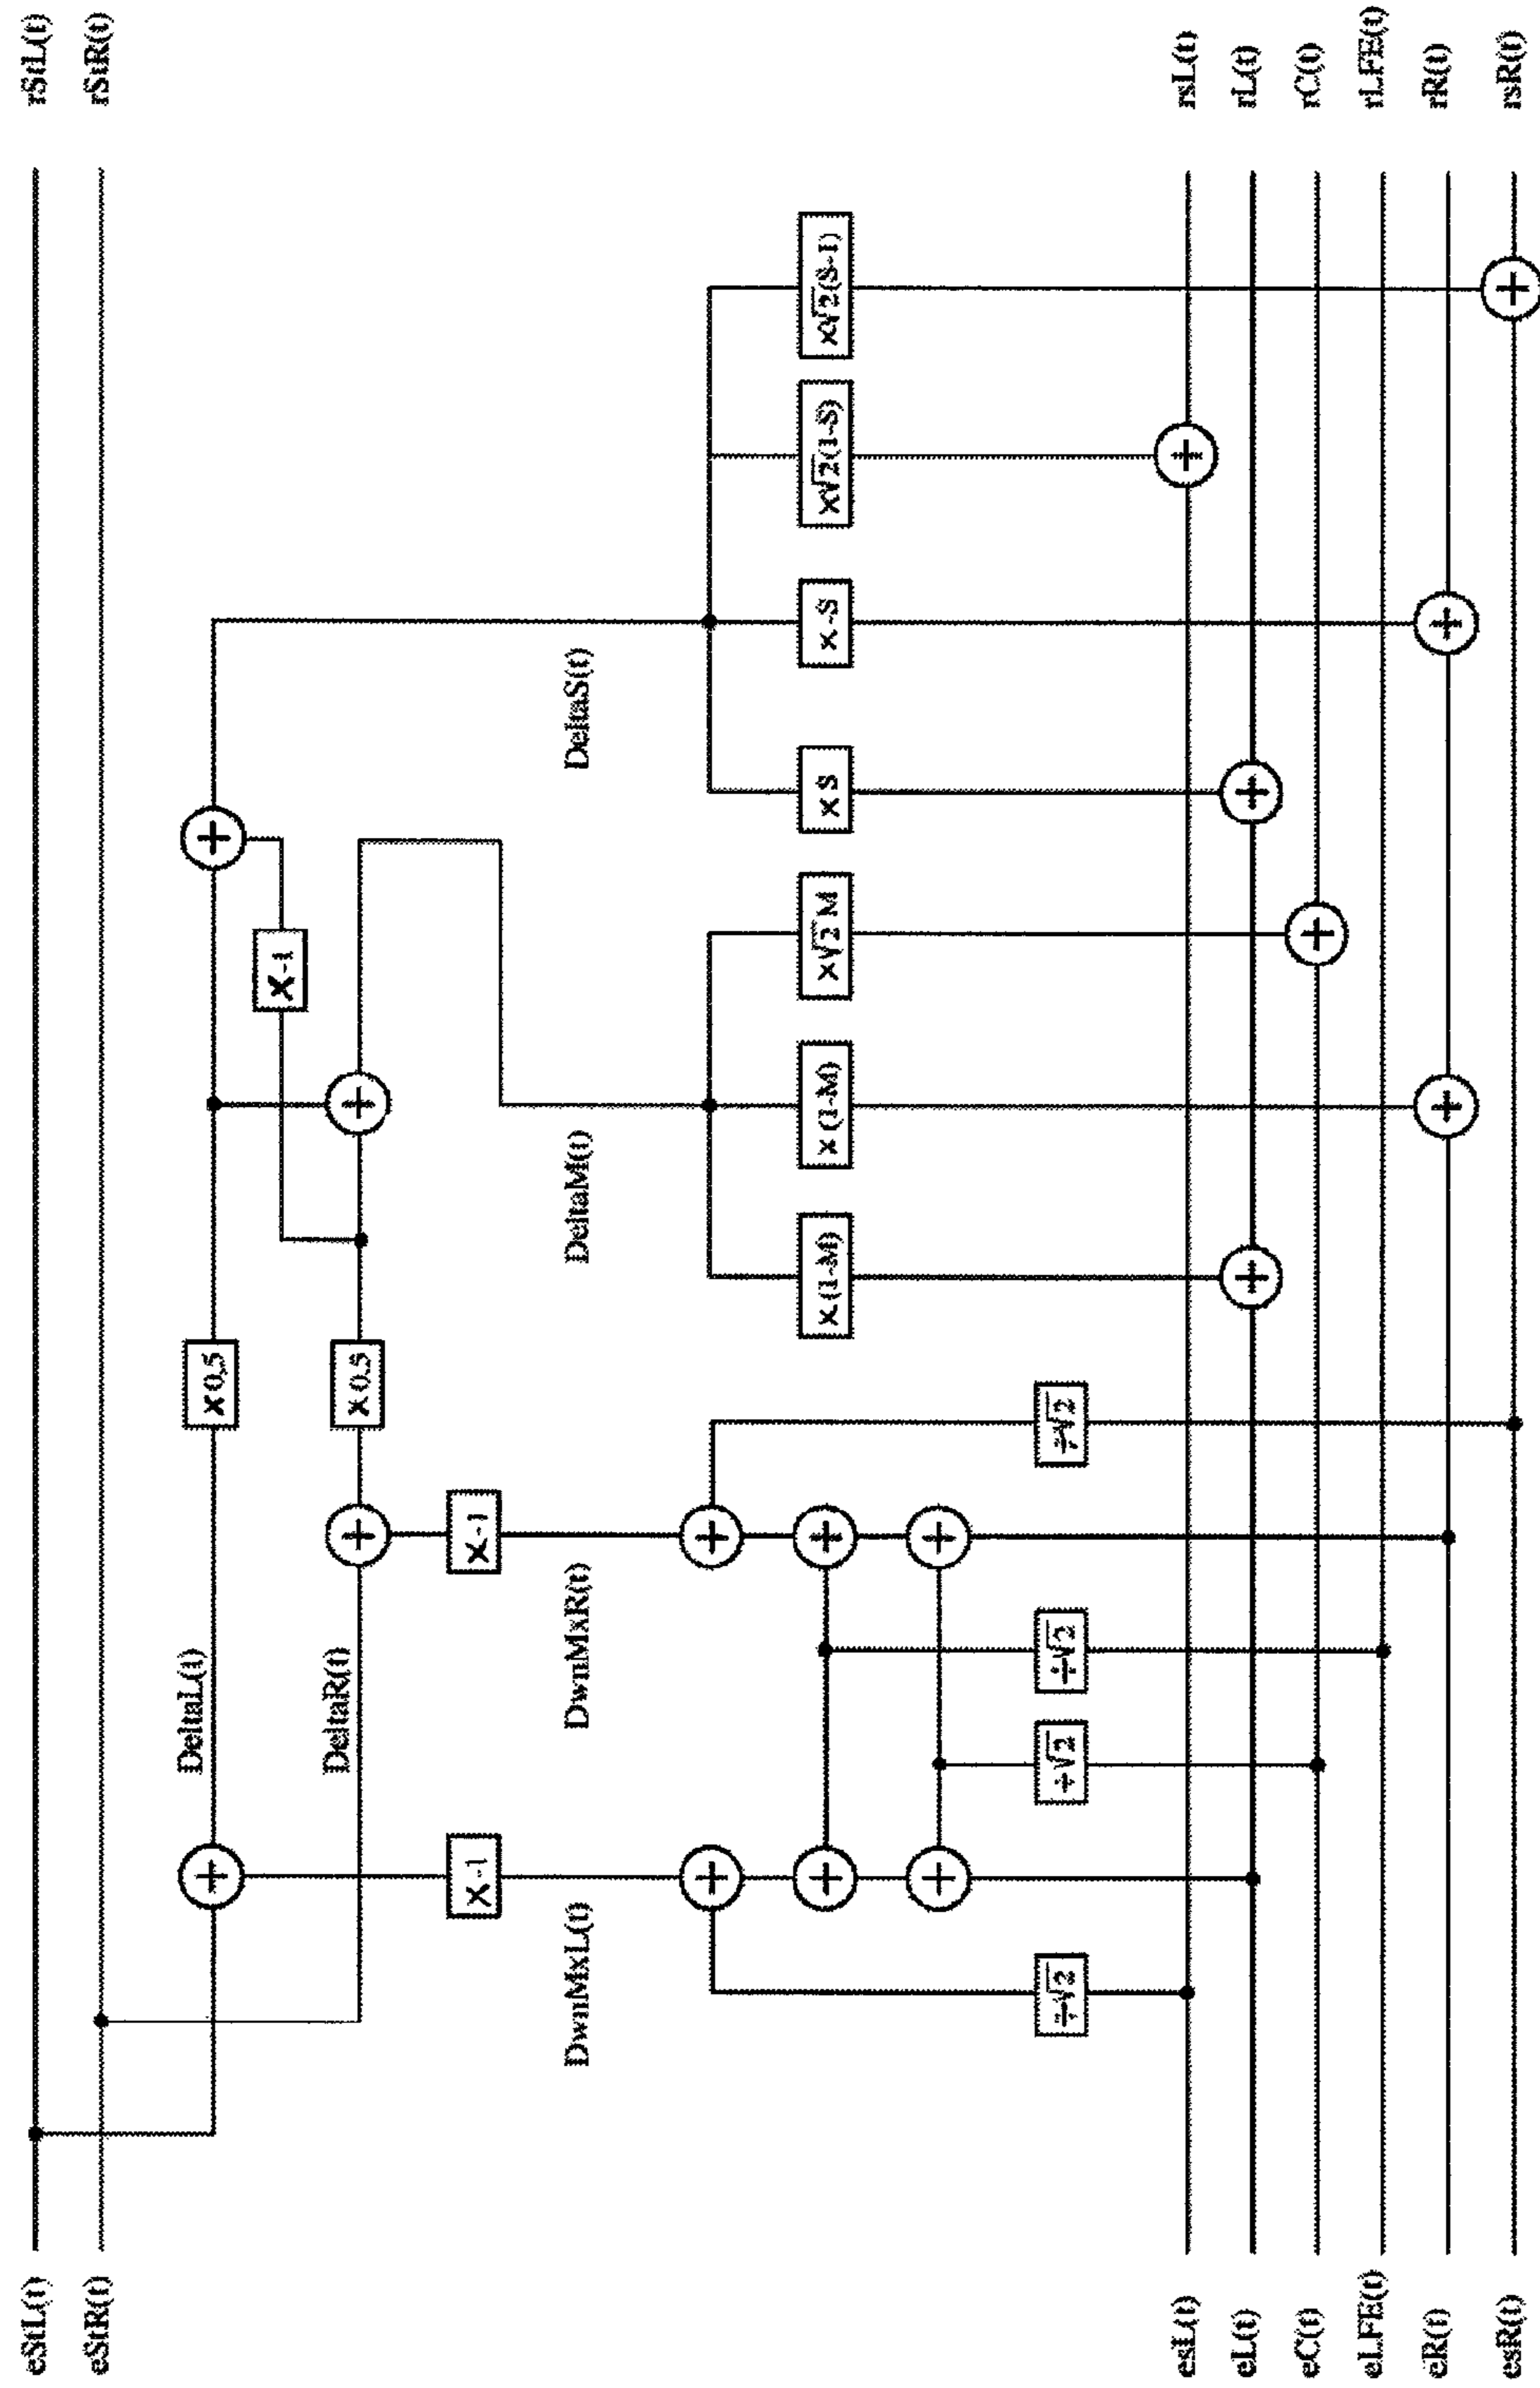 eStL(t)
eStR(t)
rStL(t)
rStR(t)
DeltaL(t)
x 0,5
DeltaR(t)
x 0.5
x-1
x-1
x-1
DwnMxL(t)
DwnMxR(t)
DeltaM(t)
DeltaS(t)
x (1-M)
x (1-M)
x√2 M
x S
x -S
x√2(1-S)
x√2(S-1)
÷√2
÷√2
÷√2
÷√2
esL(t)
rsL(t)
eL(t)
rL(t)
eC(t)
rC(t)
eLFE(t)
rLFE(t)
eR(t)
rR(t)
esR(t)
rsR(t)